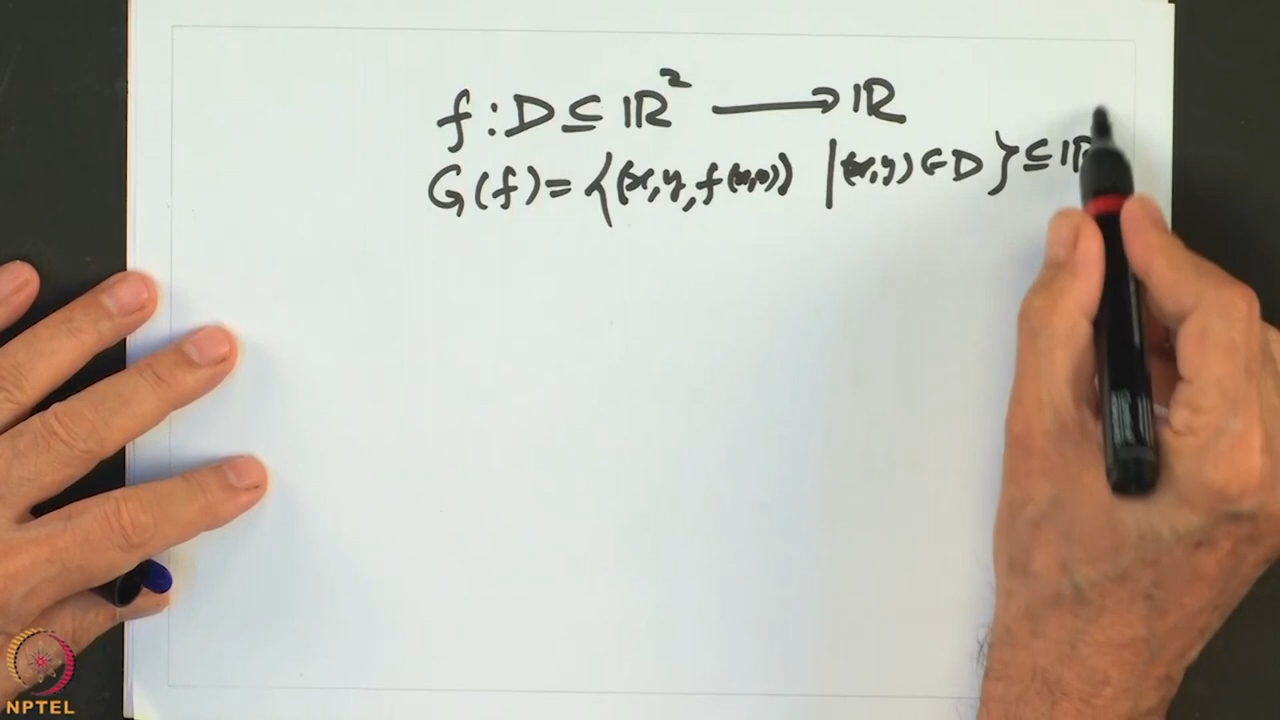 f : D ⊆ ℝ² ⟶ ℝ
G(f) = {(x, y, f(x,y)) | (x,y) ∈ D} ⊆ ℝ
NPTEL